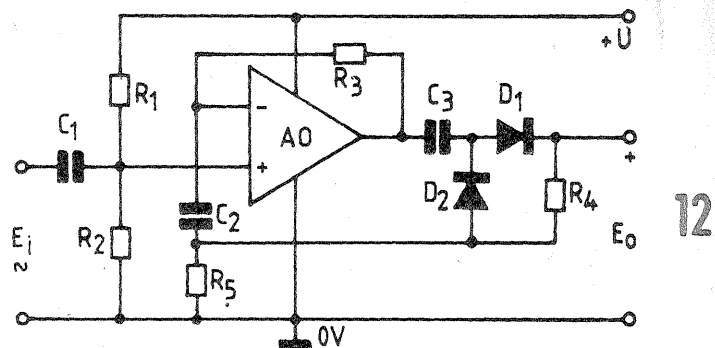 +U
R1
R3
C1
C3
D1
−
AO
+
+
D2
R4
Ei
~
R2
C2
Eo
12
R5
0V